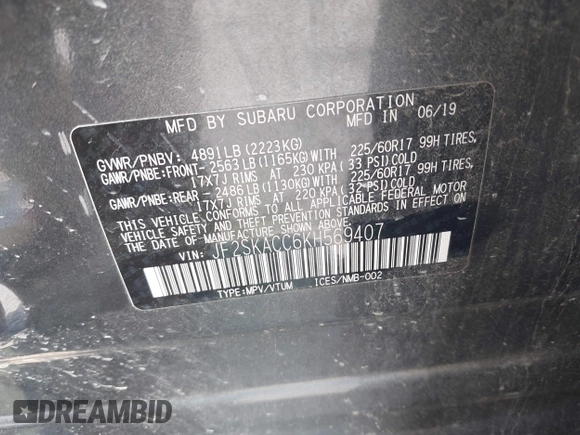 MFD BY SUBARU CORPORATION
MFD IN 06/19
GVWR/PNBV: 4891LB(2223KG)
GAWR/PNBE:FRONT- 2563LB(1165KG)WITH 225/60R17 99H TIRES,
17X7J RIMS AT 230 KPA( 33 PSI)COLD
GAWR/PNBE:REAR - 2486LB(1130KG)WITH 225/60R17 99H TIRES,
17X7J RIMS AT 220 KPA( 32 PSI)COLD
THIS VEHICLE CONFORMS TO ALL APPLICABLE FEDERAL MOTOR
VEHICLE SAFETY AND BUMPER STANDARDS IN EFFECT ON
THE DATE OF MANUFACTURE SHOWN ABOVE.
VIN: JF2SKACC6KH569407
TYPE:MPV/VTUM ICES/NMB-002
DREAMBID